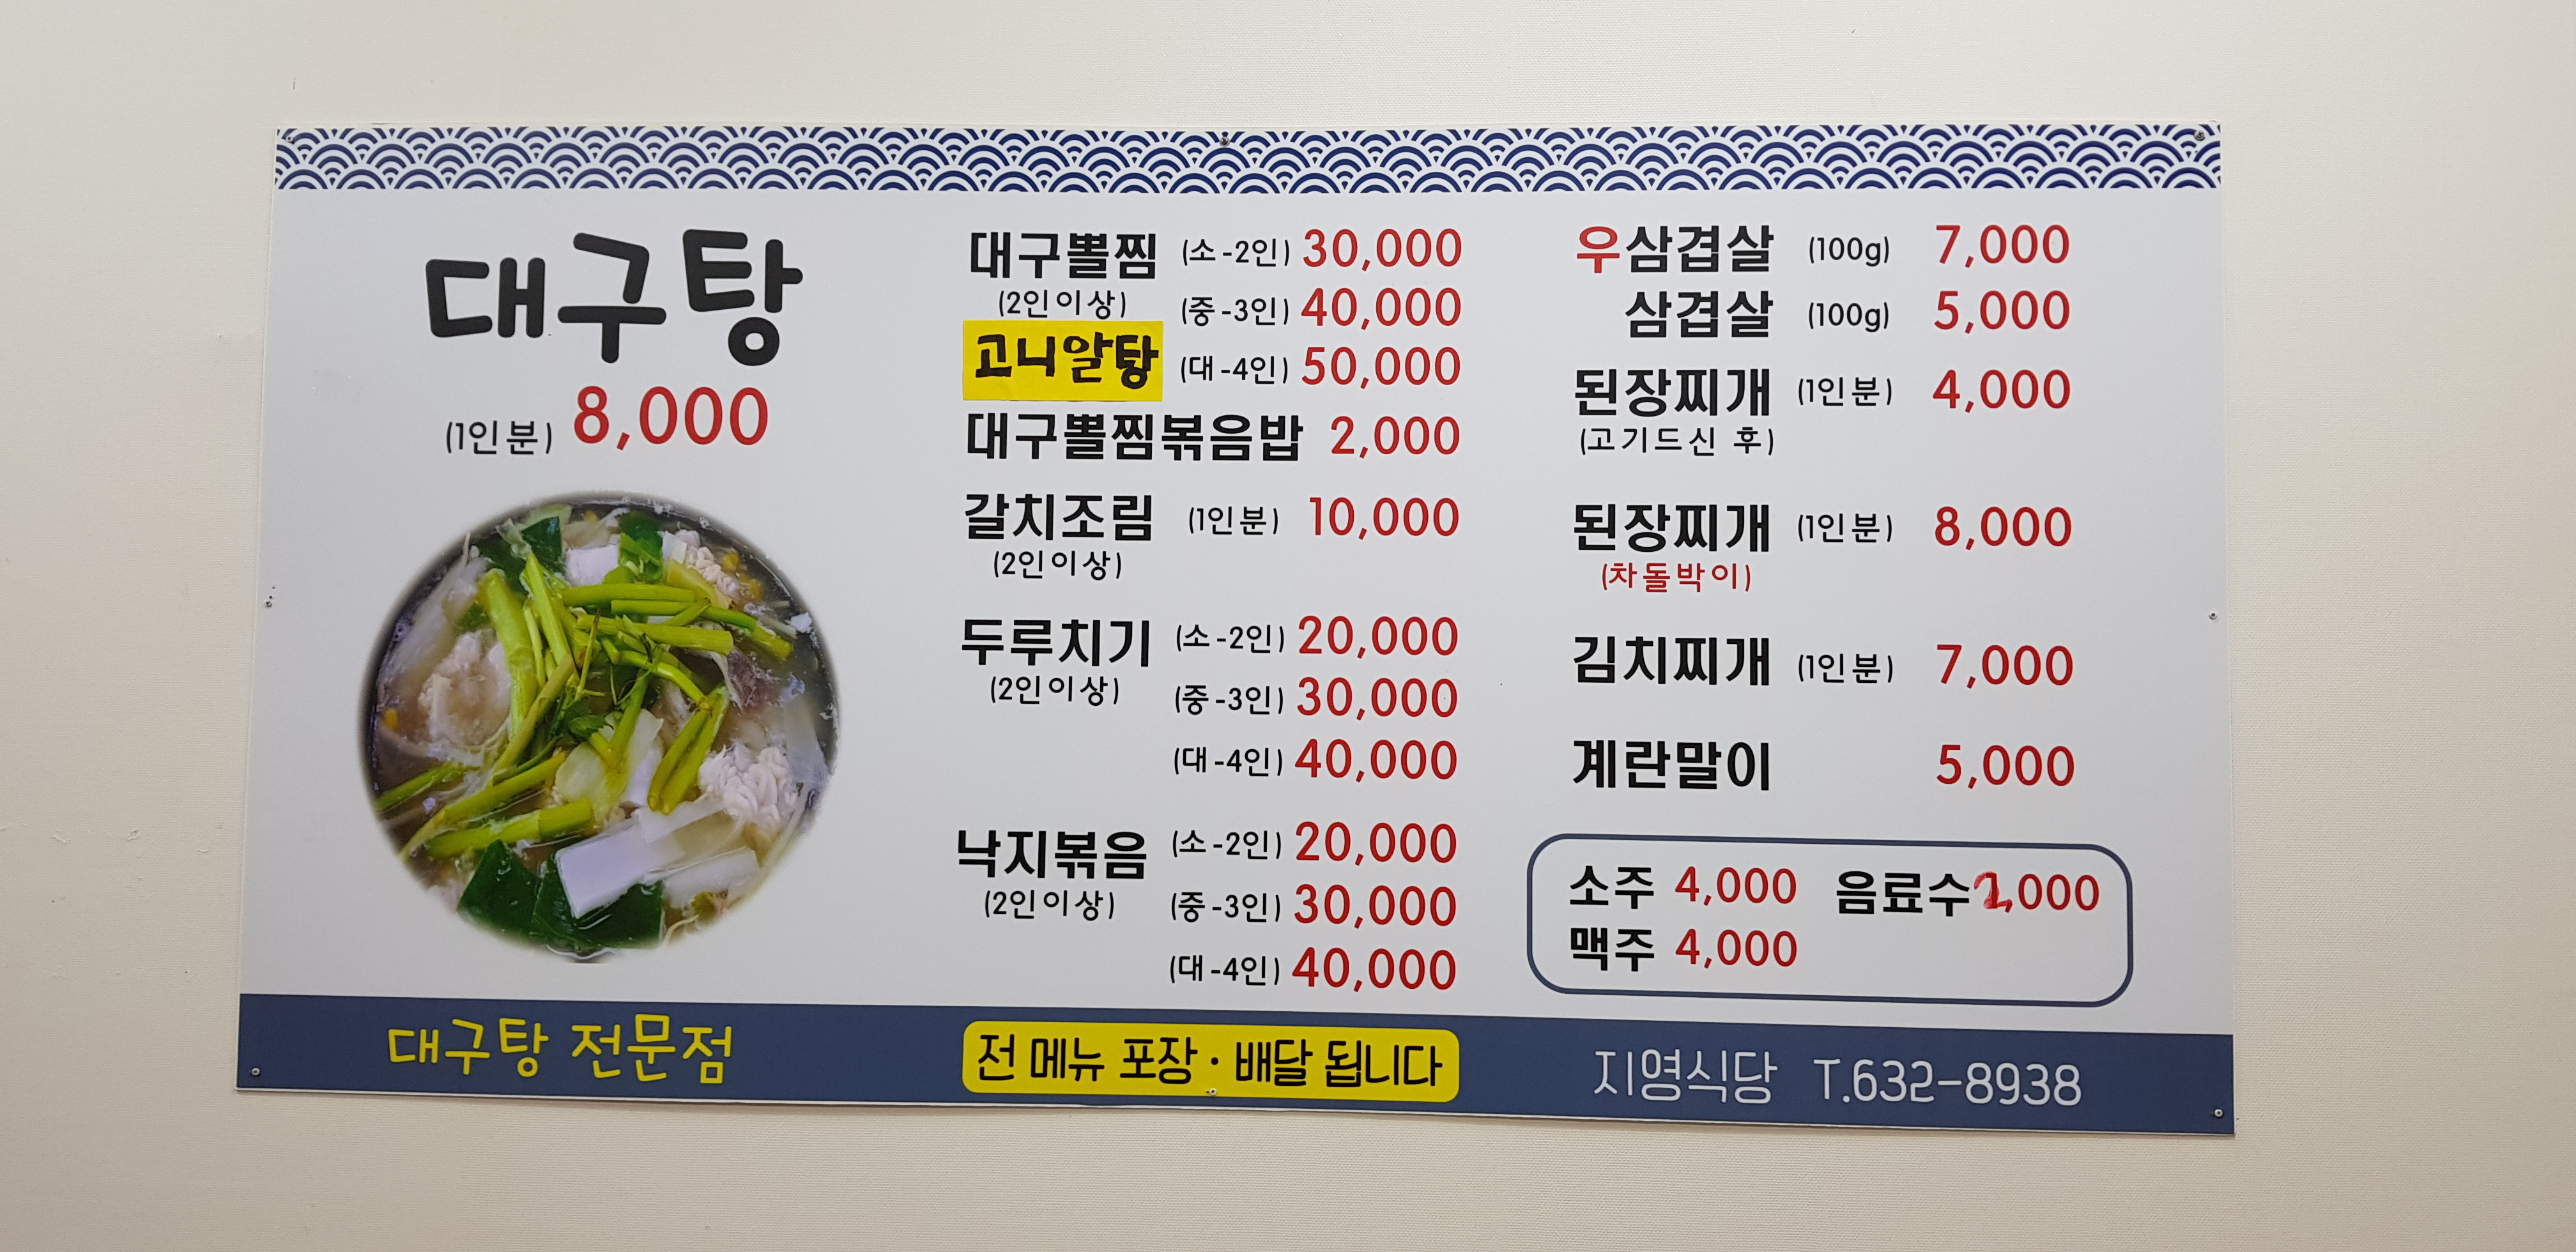 대구탕
(1인분) 8,000
대구뽈찜 (소-2인) 30,000
(2인이상) (중-3인) 40,000
고니알탕 (대-4인) 50,000
대구뽈찜볶음밥 2,000
갈치조림 (1인분) 10,000
(2인이상)
두루치기 (소-2인) 20,000
(2인이상) (중-3인) 30,000
(대-4인) 40,000
낙지볶음 (소-2인) 20,000
(2인이상) (중-3인) 30,000
(대-4인) 40,000
우삼겹살 (100g) 7,000
삼겹살 (100g) 5,000
된장찌개 (1인분) 4,000
(고기드신 후)
된장찌개 (1인분) 8,000
(차돌박이)
김치찌개 (1인분) 7,000
계란말이 5,000
소주 4,000 음료수 2,000
맥주 4,000
대구탕 전문점
전 메뉴 포장·배달 됩니다
지영식당 T.632-8938